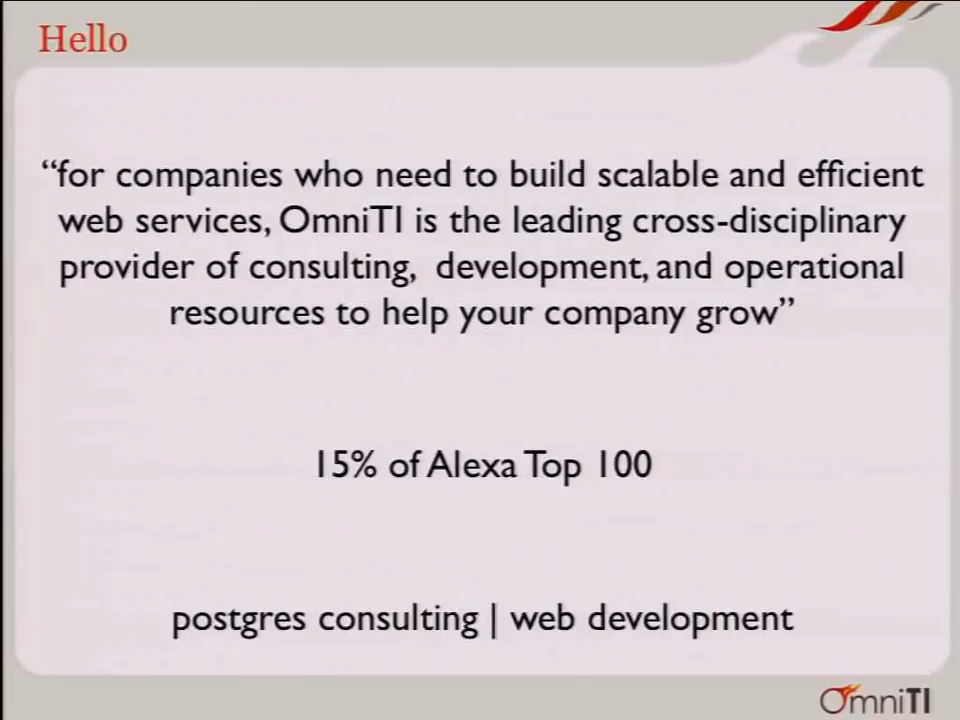 Hello
“for companies who need to build scalable and efficient
web services, OmniTI is the leading cross-disciplinary
provider of consulting, development, and operational
resources to help your company grow”
15% of Alexa Top 100
postgres consulting | web development
OmniTI